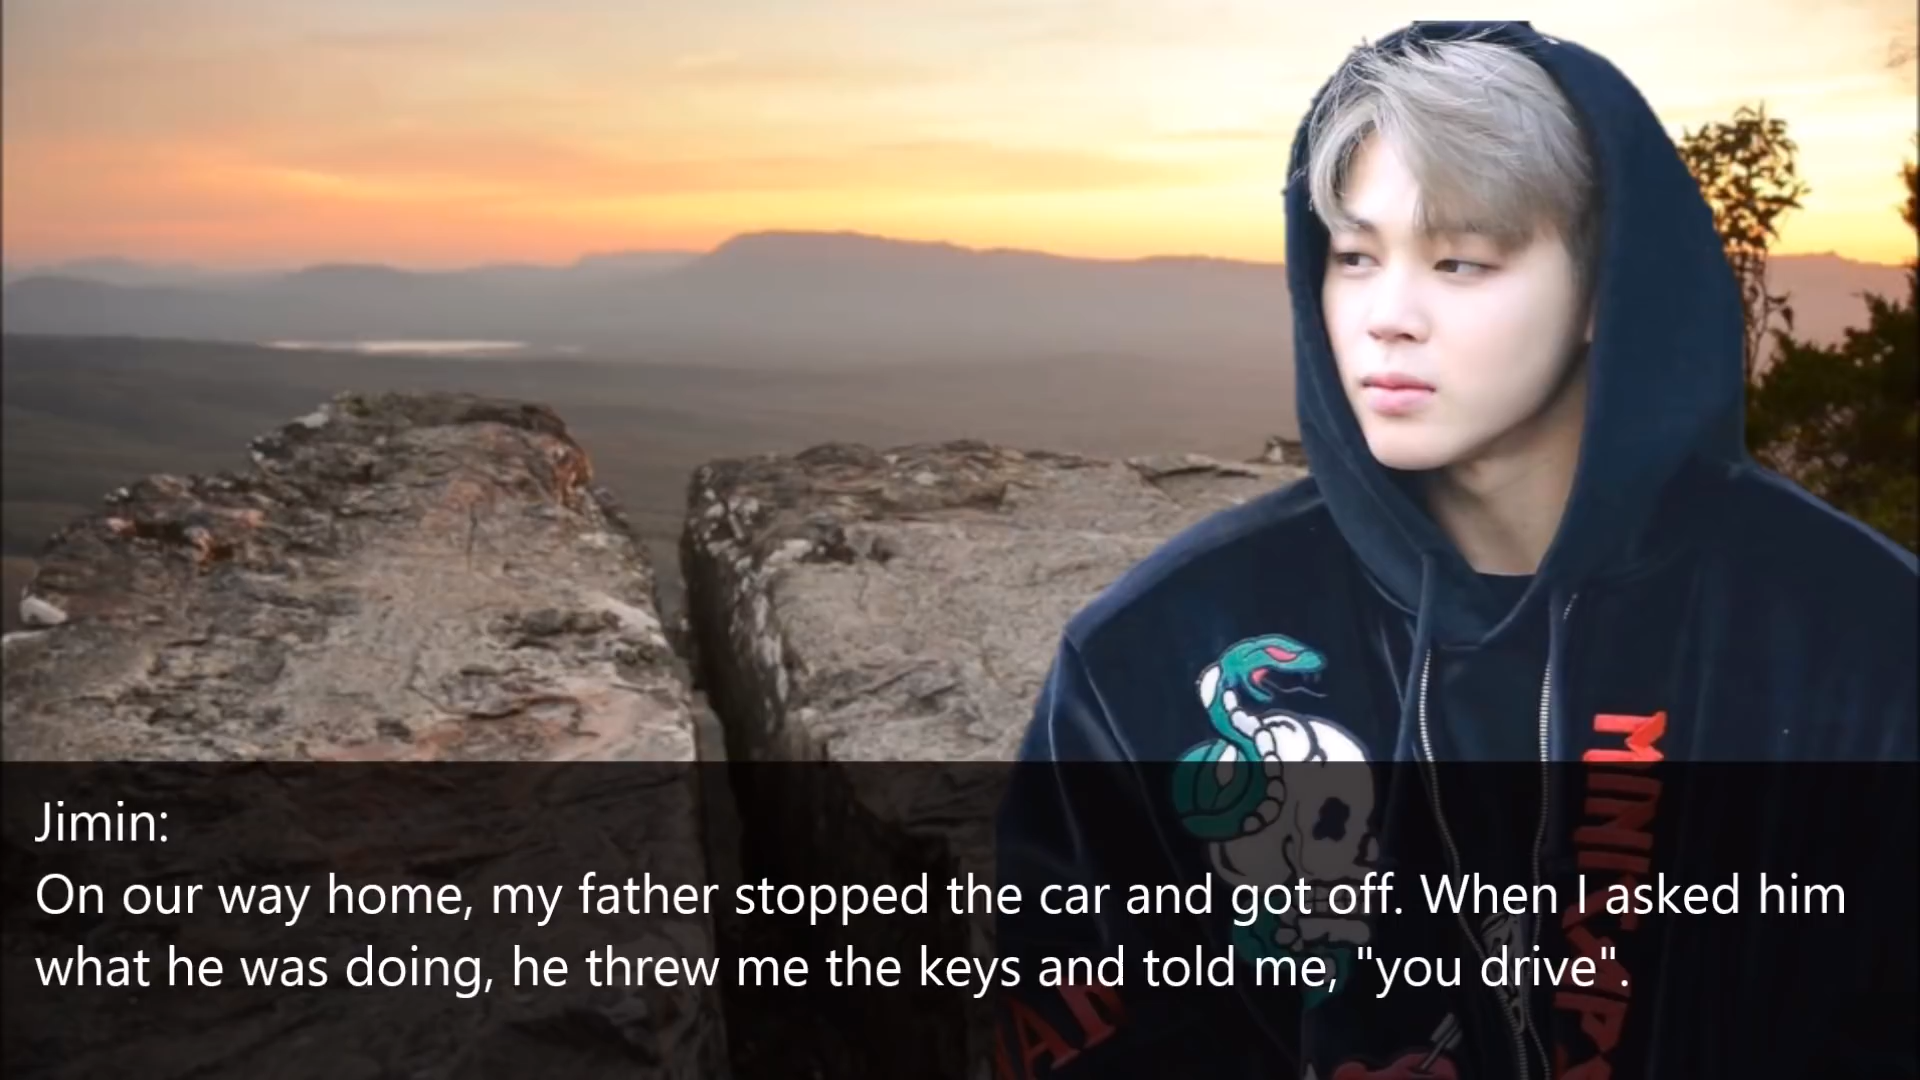 Jimin:
On our way home, my father stopped the car and got off. When I asked him
what he was doing, he threw me the keys and told me, "you drive".